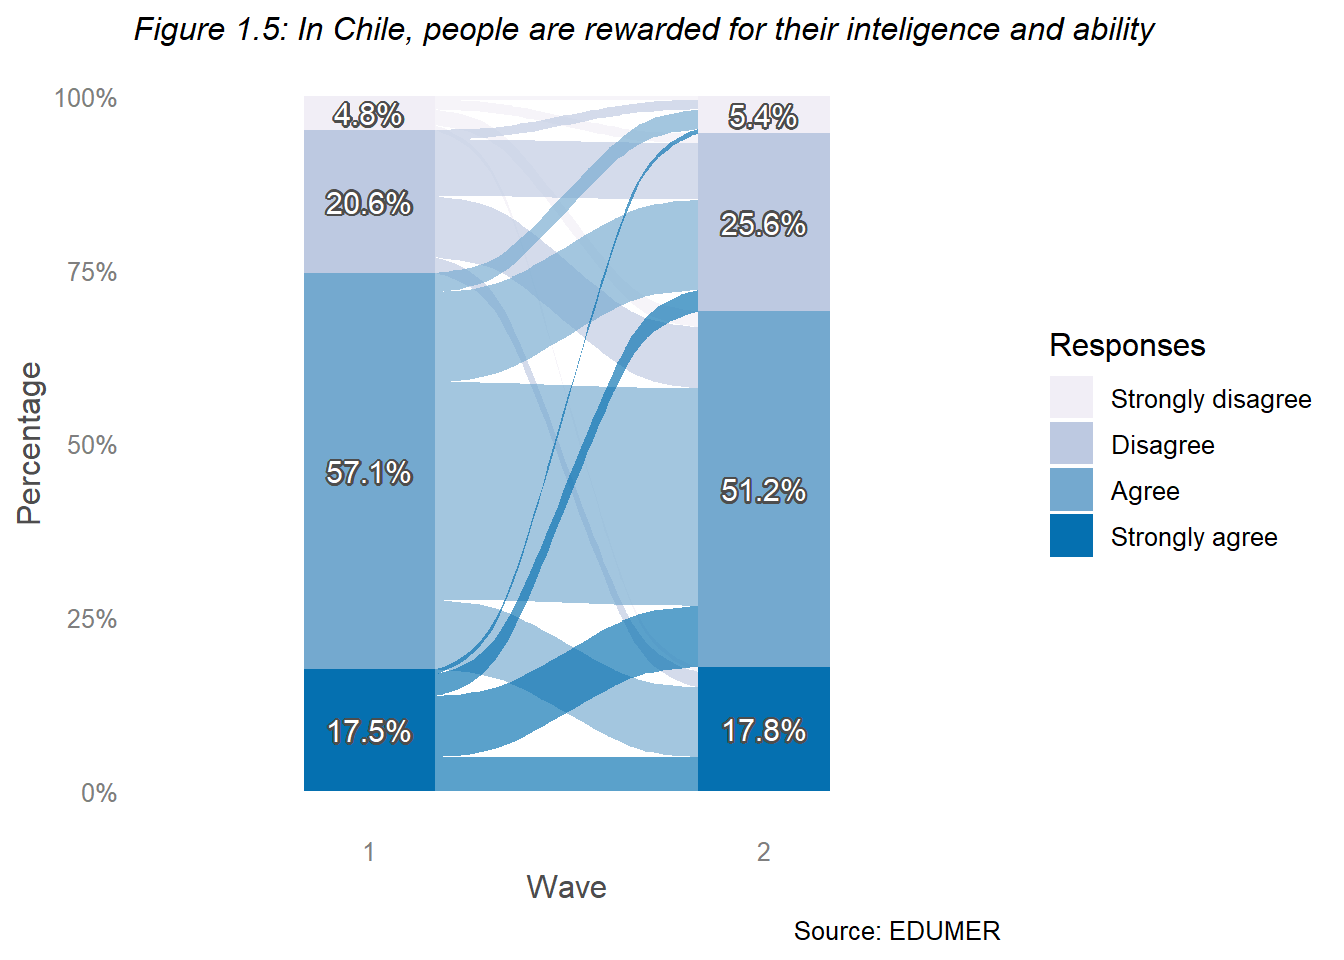 Figure 1.5: In Chile, people are rewarded for their inteligence and ability
100%
75%
50%
25%
0%
Percentage
4.8%
20.6%
57.1%
17.5%
5.4%
25.6%
51.2%
17.8%
1
2
Wave
Responses
Strongly disagree
Disagree
Agree
Strongly agree
Source: EDUMER